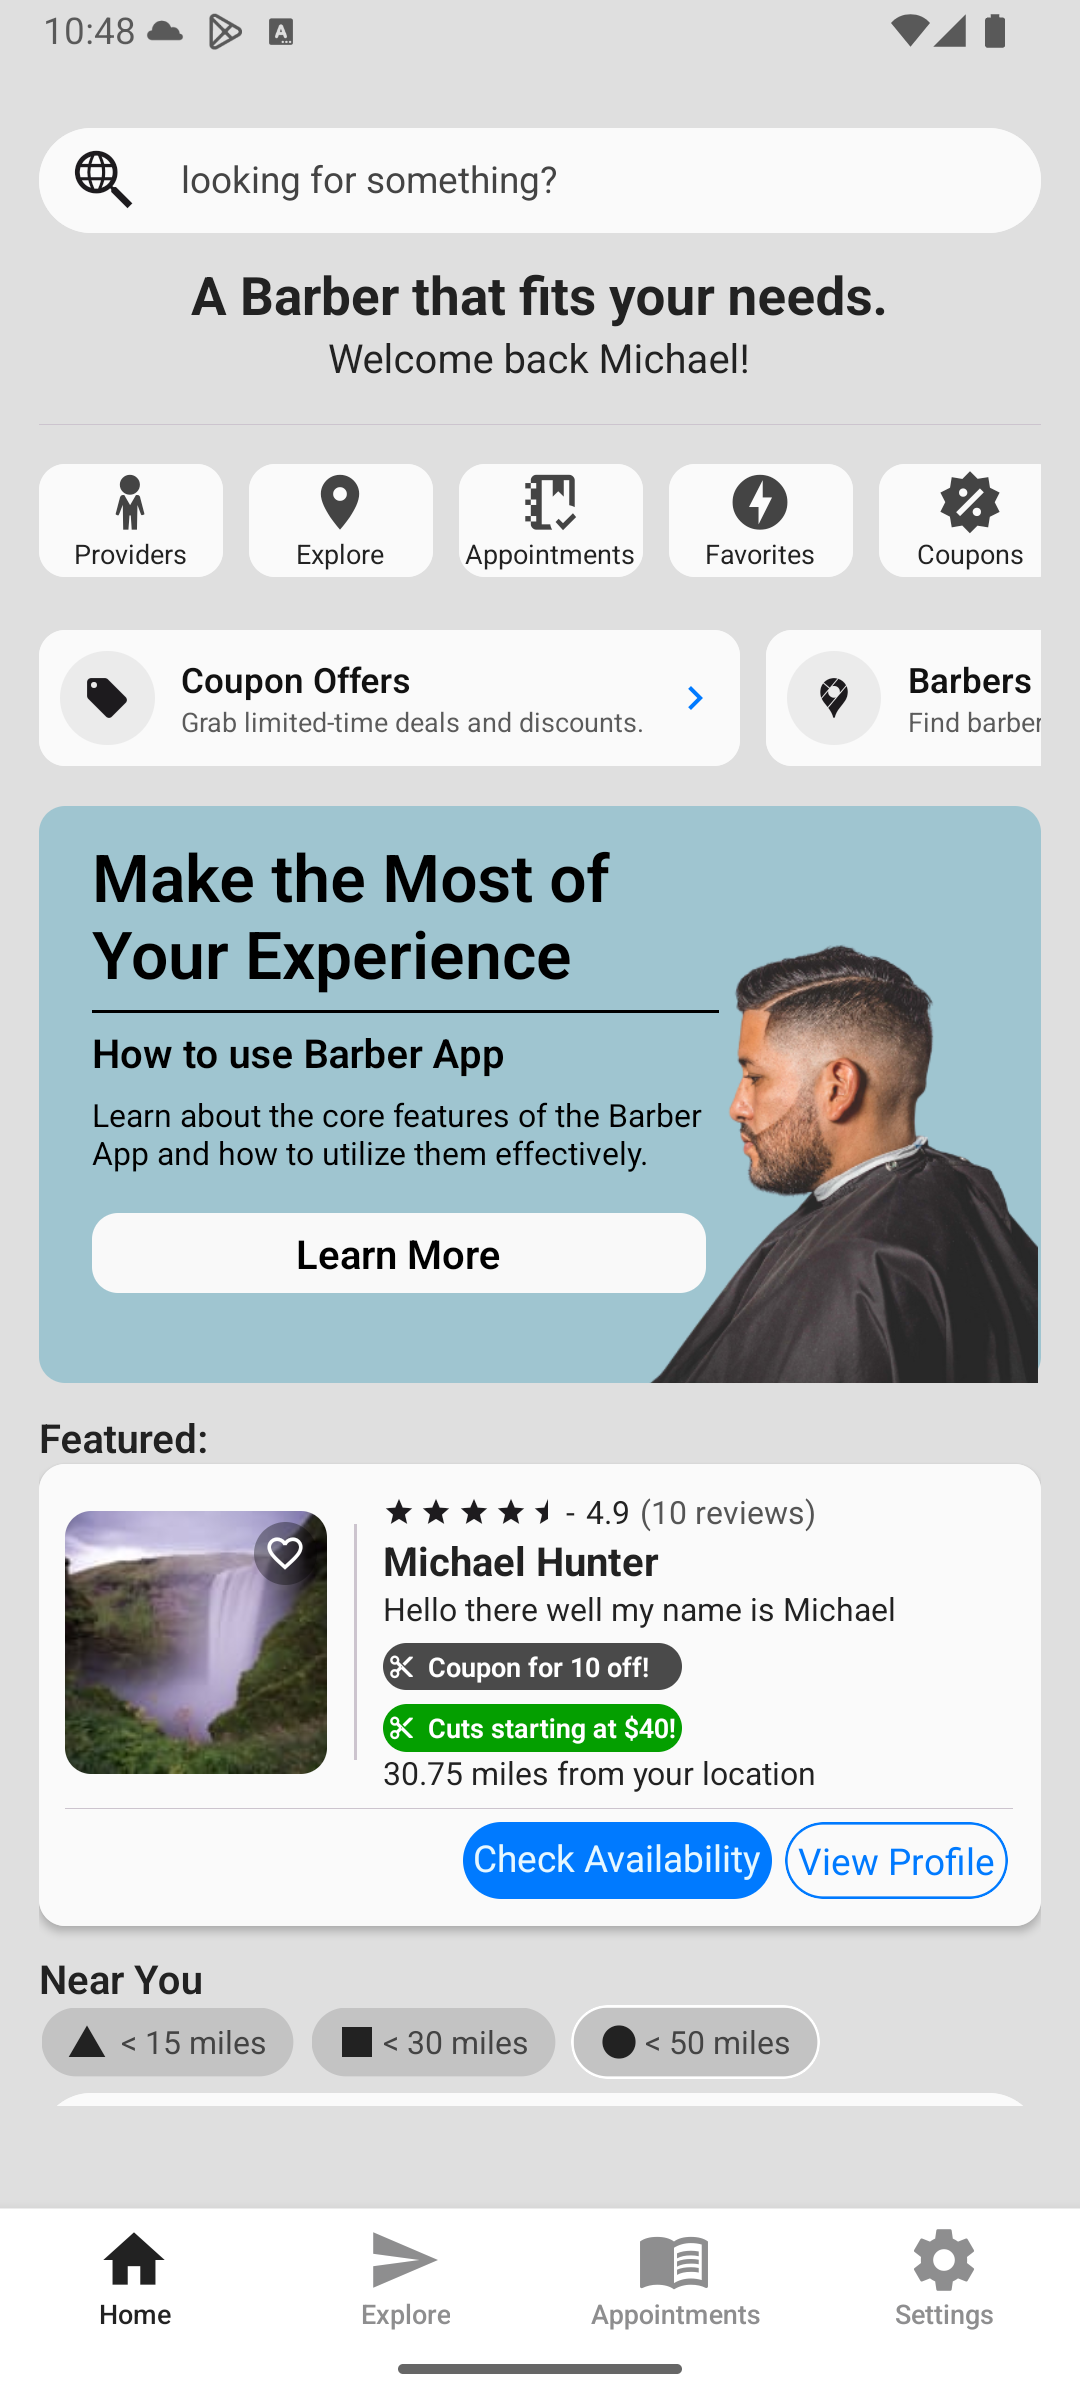 10:48
looking for something?
A Barber that fits your needs.
Welcome back Michael!
Providers
Explore
Appointments
Favorites
Coupons
Coupon Offers
Grab limited-time deals and discounts.
Barbers
Find barber
Make the Most of
Your Experience
How to use Barber App
Learn about the core features of the Barber
App and how to utilize them effectively.
Learn More
Featured:
- 4.9 (10 reviews)
Michael Hunter
Hello there well my name is Michael
Coupon for 10 off!
Cuts starting at $40!
30.75 miles from your location
Check Availability
View Profile
Near You
< 15 miles
< 30 miles
< 50 miles
Home
Explore
Appointments
Settings